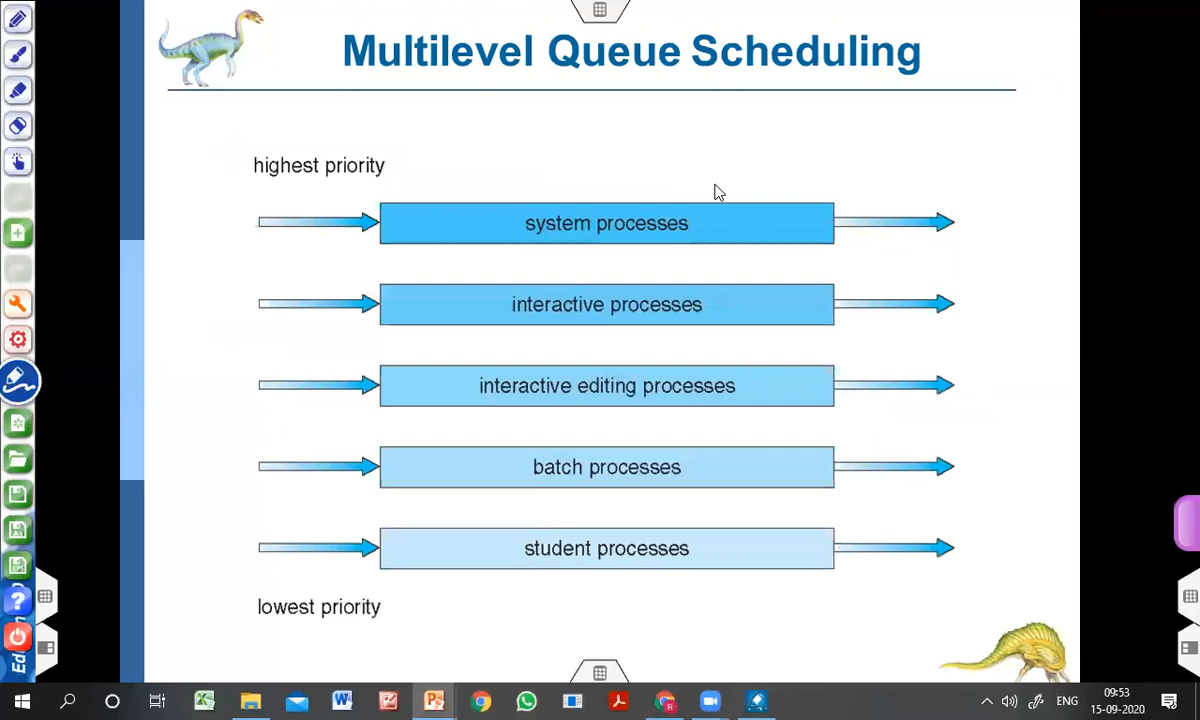 Multilevel Queue Scheduling
highest priority
system processes
interactive processes
interactive editing processes
batch processes
student processes
lowest priority
ENG
09:53
15-09-2020